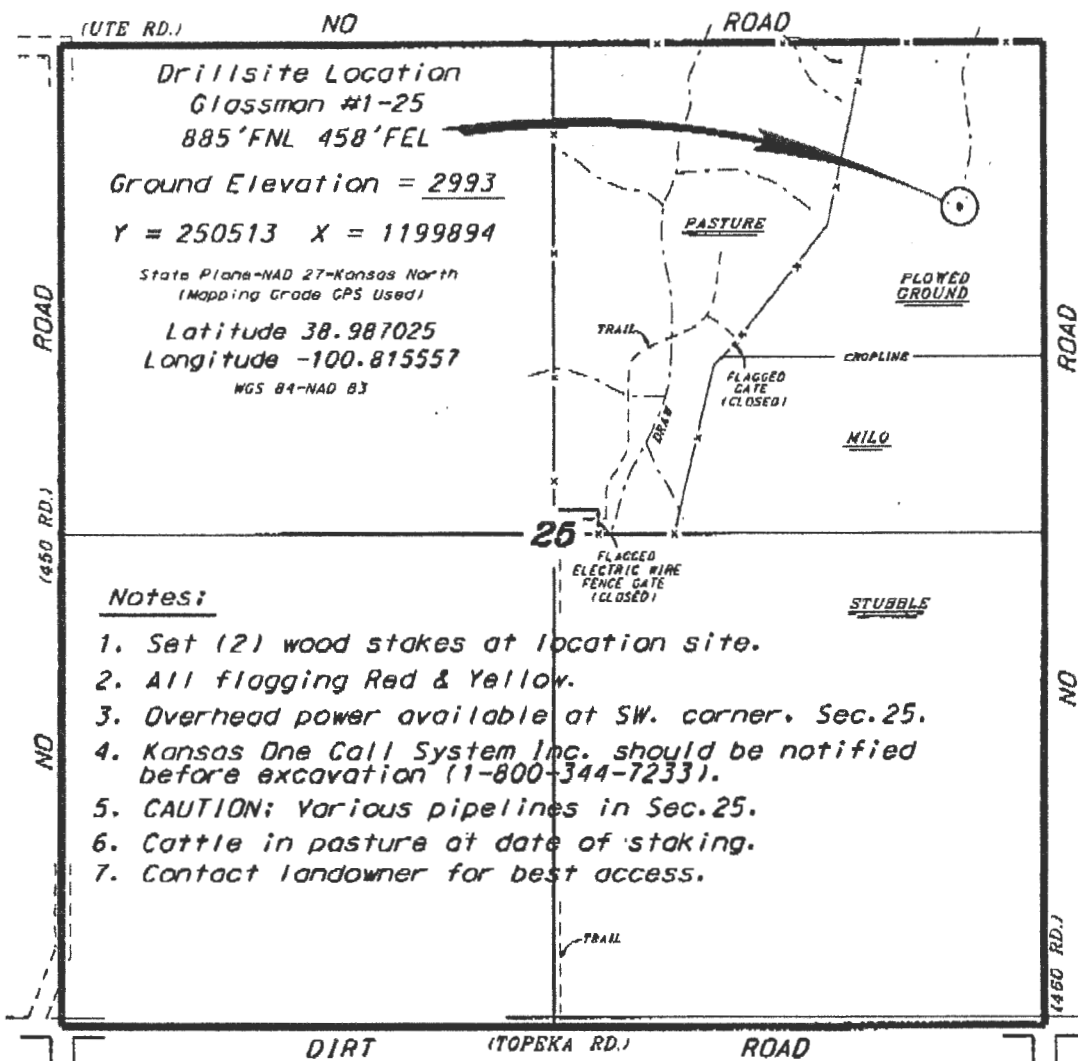 (UTE RD.) NO ROAD
Drillsite Location
Glassman #1-25
885'FNL 458'FEL
Ground Elevation = 2993
Y = 250513 X = 1199894
State Plane-NAD 27-Kansas North
(Mapping Grade GPS Used)
Latitude 38.987025
Longitude -100.815557
WGS 84-NAD 83
PASTURE
PLOWED
GROUND
TRAIL
CROPLINE
FLAGGED
GATE
(CLOSED)
DRAW
MILO
ROAD
(450 RD.)
NO
ROAD
NO
(460 RD.)
25
FLAGGED
ELECTRIC WIRE
FENCE GATE
(CLOSED)
STUBBLE
Notes:
1. Set (2) wood stakes at location site.
2. All flagging Red & Yellow.
3. Overhead power available at SW. corner, Sec.25.
4. Kansas One Call System Inc. should be notified
before excavation (1-800-344-7233).
5. CAUTION: Various pipelines in Sec.25.
6. Cattle in pasture at date of staking.
7. Contact landowner for best access.
TRAIL
DIRT (TOPEKA RD.) ROAD